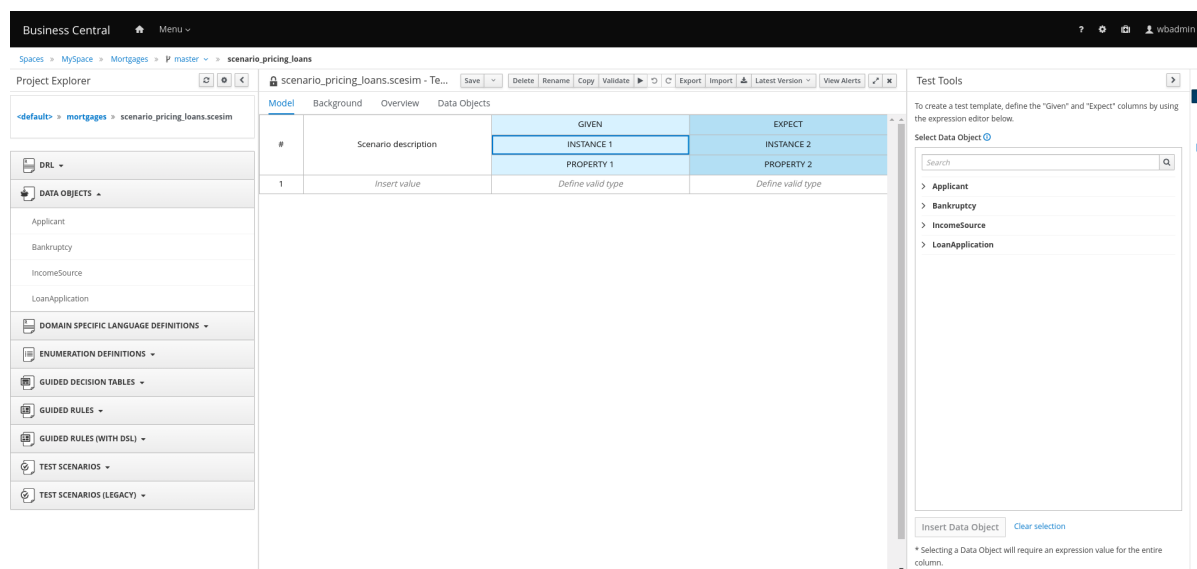 Business Central Menu ? wbadmin
Spaces » MySpace » Mortgages » master » scenario_pricing_loans
Project Explorer
<default> » mortgages » scenario_pricing_loans.scesim
DRL
DATA OBJECTS
Applicant
Bankruptcy
IncomeSource
LoanApplication
DOMAIN SPECIFIC LANGUAGE DEFINITIONS
ENUMERATION DEFINITIONS
GUIDED DECISION TABLES
GUIDED RULES
GUIDED RULES (WITH DSL)
TEST SCENARIOS
TEST SCENARIOS (LEGACY)
scenario_pricing_loans.scesim - Te... Save Delete Rename Copy Validate Export Import Latest Version View Alerts
Model Background Overview Data Objects
# Scenario description GIVEN EXPECT
INSTANCE 1 INSTANCE 2
PROPERTY 1 PROPERTY 2
1 Insert value Define valid type Define valid type
Test Tools
To create a test template, define the "Given" and "Expect" columns by using
the expression editor below.
Select Data Object
Search
Applicant
Bankruptcy
IncomeSource
LoanApplication
Insert Data Object Clear selection
* Selecting a Data Object will require an expression value for the entire
column.